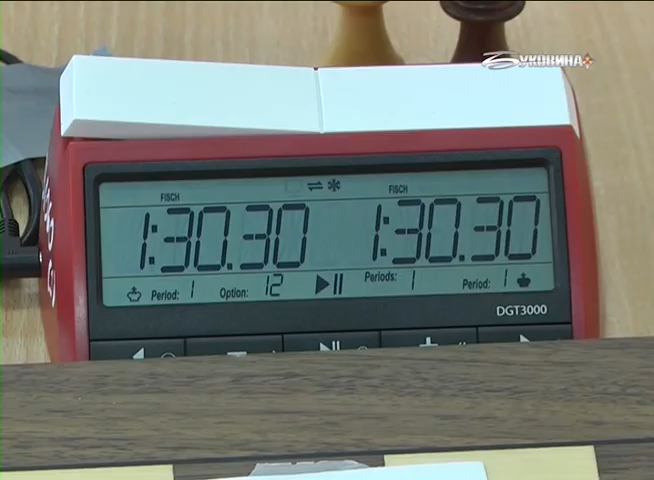 БУКОВИНА+
FISCH FISCH
1:30.30 1:30.30
Period: 1 Option: 12 Periods: 1 Period: 1
DGT3000